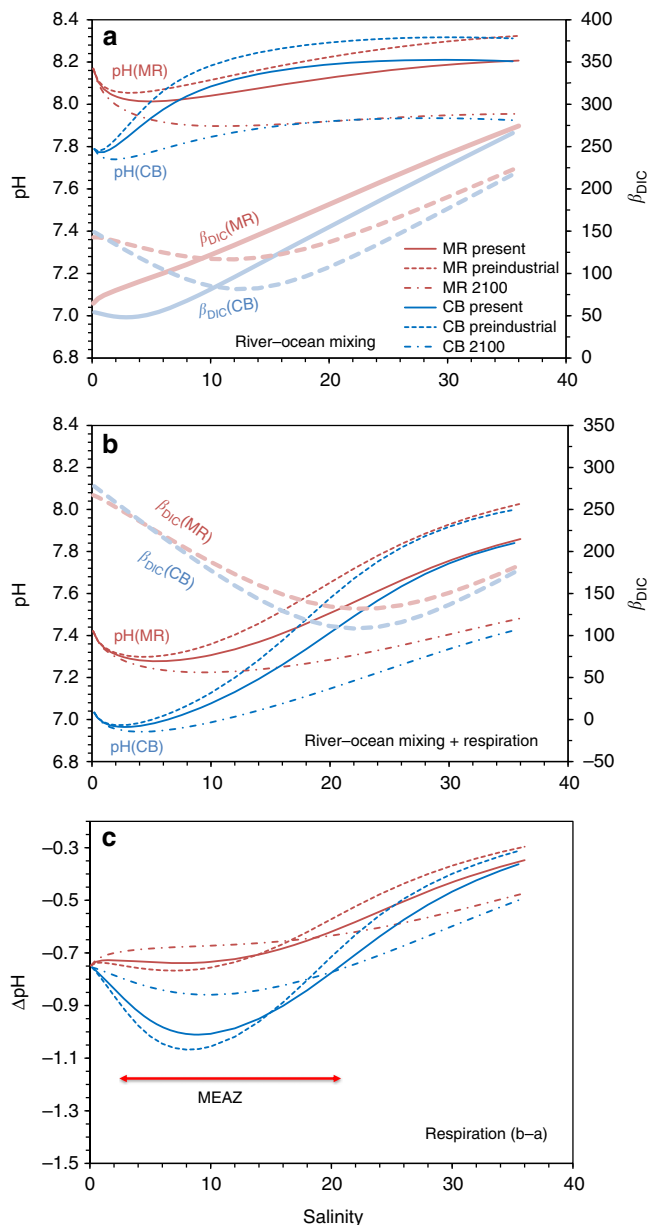 a
8.4
8.2
8.0
7.8
7.6
7.4
7.2
7.0
6.8
pH
400
350
300
250
200
150
100
50
0
βDIC
pH(MR)
pH(CB)
βDIC(MR)
βDIC(CB)
MR present
MR preindustrial
MR 2100
CB present
CB preindustrial
CB 2100
River–ocean mixing
0 10 20 30 40
b
8.4
8.2
8.0
7.8
7.6
7.4
7.2
7.0
6.8
pH
350
300
250
200
150
100
50
0
–50
βDIC
βDIC(MR)
βDIC(CB)
pH(MR)
pH(CB)
River–ocean mixing + respiration
0 10 20 30 40
c
–0.3
–0.5
–0.7
–0.9
–1.1
–1.3
–1.5
ΔpH
MEAZ
Respiration (b–a)
0 10 20 30 40
Salinity